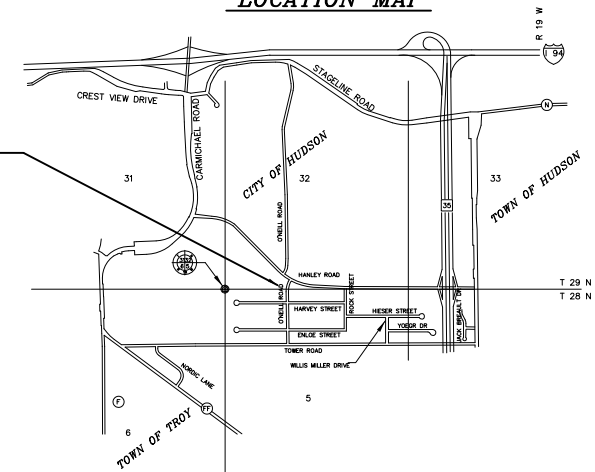 LOCATION MAP
R 19 W
I 94
STAGELINE ROAD
CREST VIEW DRIVE
CARMICHAEL ROAD
N
31
CITY OF HUDSON
32
33
TOWN OF HUDSON
35
O'NEILL ROAD
HANLEY ROAD
T 29 N
T 28 N
O'NEILL ROAD
ROCK STREET
HARVEY STREET
HIESER STREET
YOEGR DR
JACK BREAULT DR
ENLOE STREET
TOWER ROAD
WILLIS MILLER DRIVE
NORDIC LANE
F
FF
5
6
TOWN OF TROY